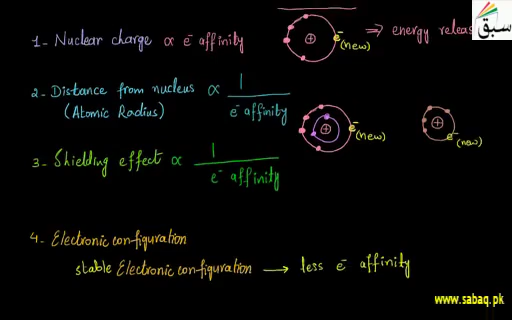 سبق
1 - Nuclear charge ∝ e⁻ affinity
+ e⁻ (new) ⇒ energy releas
2 - Distance from nucleus ∝ 1 / e⁻ affinity
(Atomic Radius)
+ e⁻ (new)
+ e⁻ (new)
3 - Shielding effect ∝ 1 / e⁻ affinity
4 - Electronic configuration
stable Electronic configuration → less e⁻ affinity
www.sabaq.pk